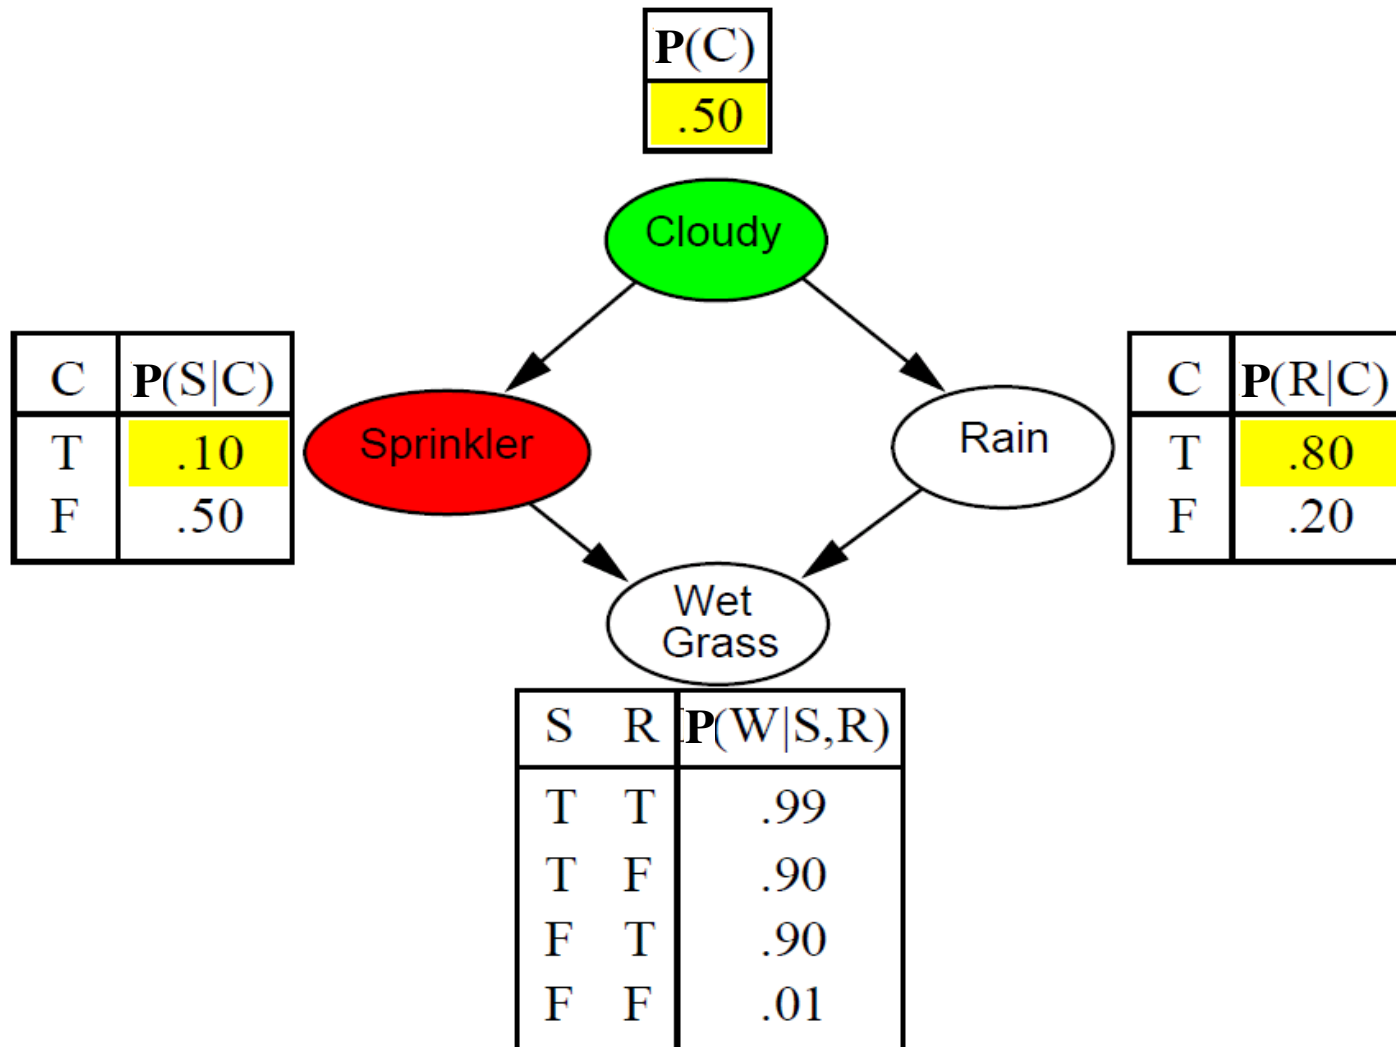 P(C)
.50
Cloudy
C P(S|C)
T .10
F .50
Sprinkler
Rain
C P(R|C)
T .80
F .20
Wet
Grass
S R P(W|S,R)
T T .99
T F .90
F T .90
F F .01